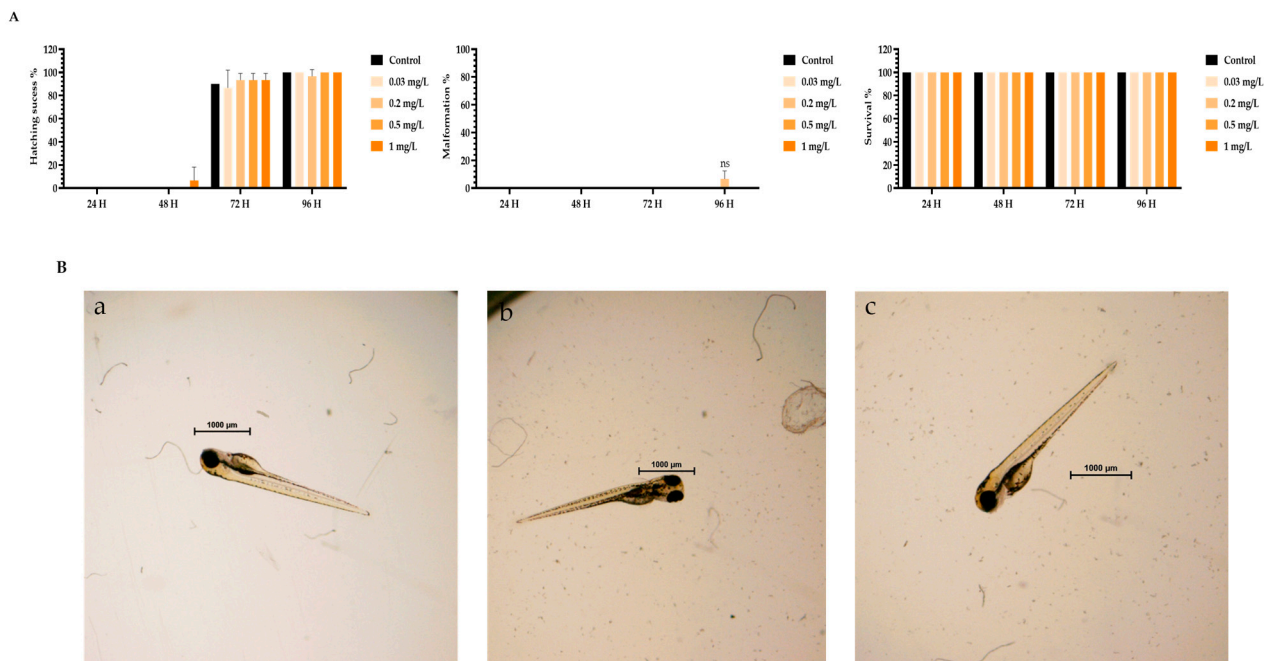 A
Hatching sucess %
120
100
80
60
40
20
0
24 H
48 H
72 H
96 H
Control
0.03 mg/L
0.2 mg/L
0.5 mg/L
1 mg/L
Malformation %
100
80
60
40
20
0
ns
24 H
48 H
72 H
96 H
Control
0.03 mg/L
0.2 mg/L
0.5 mg/L
1 mg/L
Survival %
120
100
80
60
40
20
0
24 H
48 H
72 H
96 H
Control
0.03 mg/L
0.2 mg/L
0.5 mg/L
1 mg/L
B
a
1000 µm
b
1000 µm
c
1000 µm